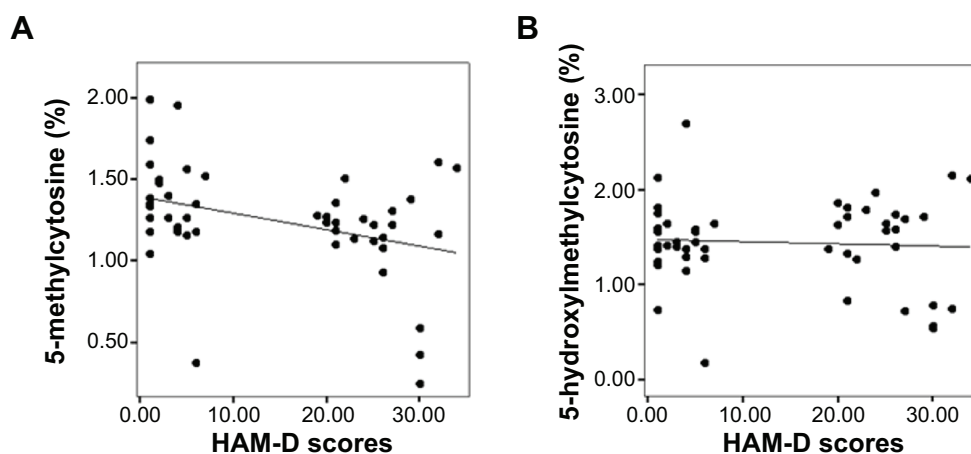 A
5-methylcytosine (%)
2.00
1.50
1.00
0.50
0.00 10.00 20.00 30.00
HAM-D scores
B
5-hydroxylmethylcytosine (%)
3.00
2.00
1.00
0.00
0.00 10.00 20.00 30.00
HAM-D scores